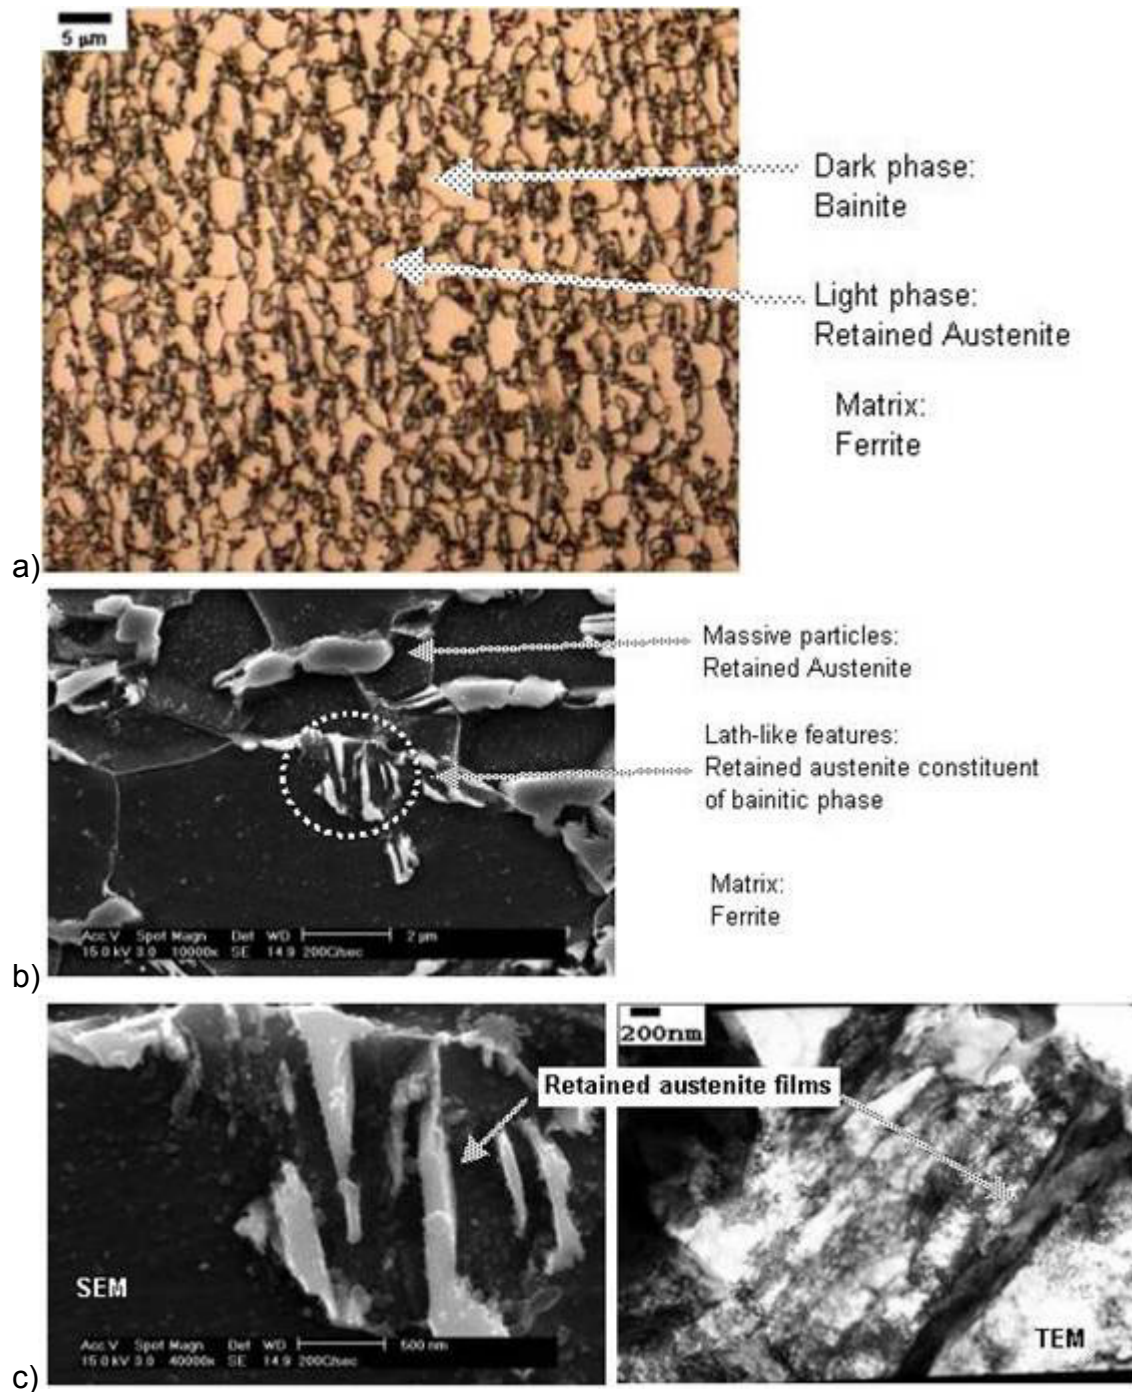 5 µm
Dark phase:
Bainite
Light phase:
Retained Austenite
Matrix:
Ferrite
a)
Massive particles:
Retained Austenite
Lath-like features:
Retained austenite constituent
of bainitic phase
Matrix:
Ferrite
Acc.V Spot Magn Det WD 2 µm
15.0 kV 3.0 10000x SE 14.9 200C/sec
b)
Retained austenite films
SEM
Acc.V Spot Magn Det WD 500 nm
15.0 kV 3.0 40000x SE 14.9 200C/sec
200nm
TEM
c)